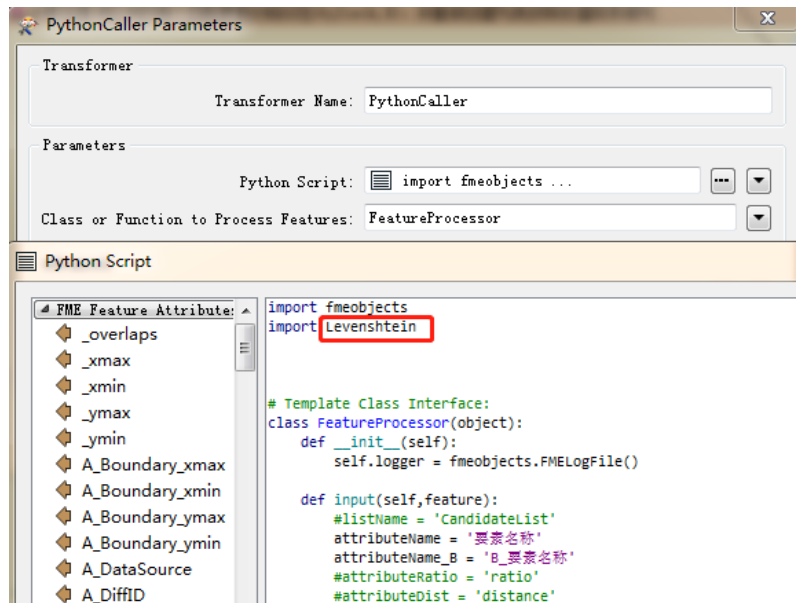 PythonCaller Parameters
Transformer
Transformer Name: PythonCaller
Parameters
Python Script: import fmeobjects ...
Class or Function to Process Features: FeatureProcessor
Python Script
FME Feature Attribute:
_overlaps
_xmax
_xmin
_ymax
_ymin
A_Boundary_xmax
A_Boundary_xmin
A_Boundary_ymax
A_Boundary_ymin
A_DataSource
A_DiffID
import fmeobjects
import Levenshtein
# Template Class Interface:
class FeatureProcessor(object):
def __init__(self):
self.logger = fmeobjects.FMELogFile()
def input(self,feature):
#listName = 'CandidateList'
attributeName = '要素名称'
attributeName_B = 'B_要素名称'
#attributeRatio = 'ratio'
#attributeDist = 'distance'